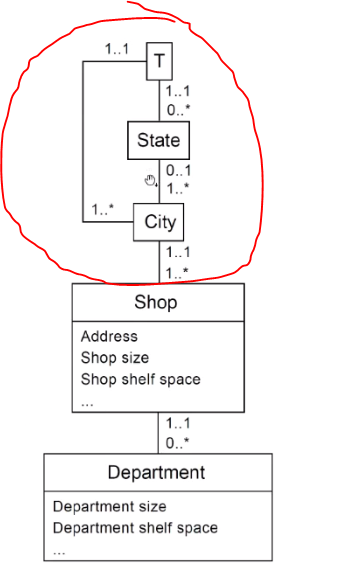 1..1
T
1..1
0..*
State
0..1
1..*
1..*
City
1..1
1..*
Shop
Address
Shop size
Shop shelf space
...
1..1
0..*
Department
Department size
Department shelf space
...